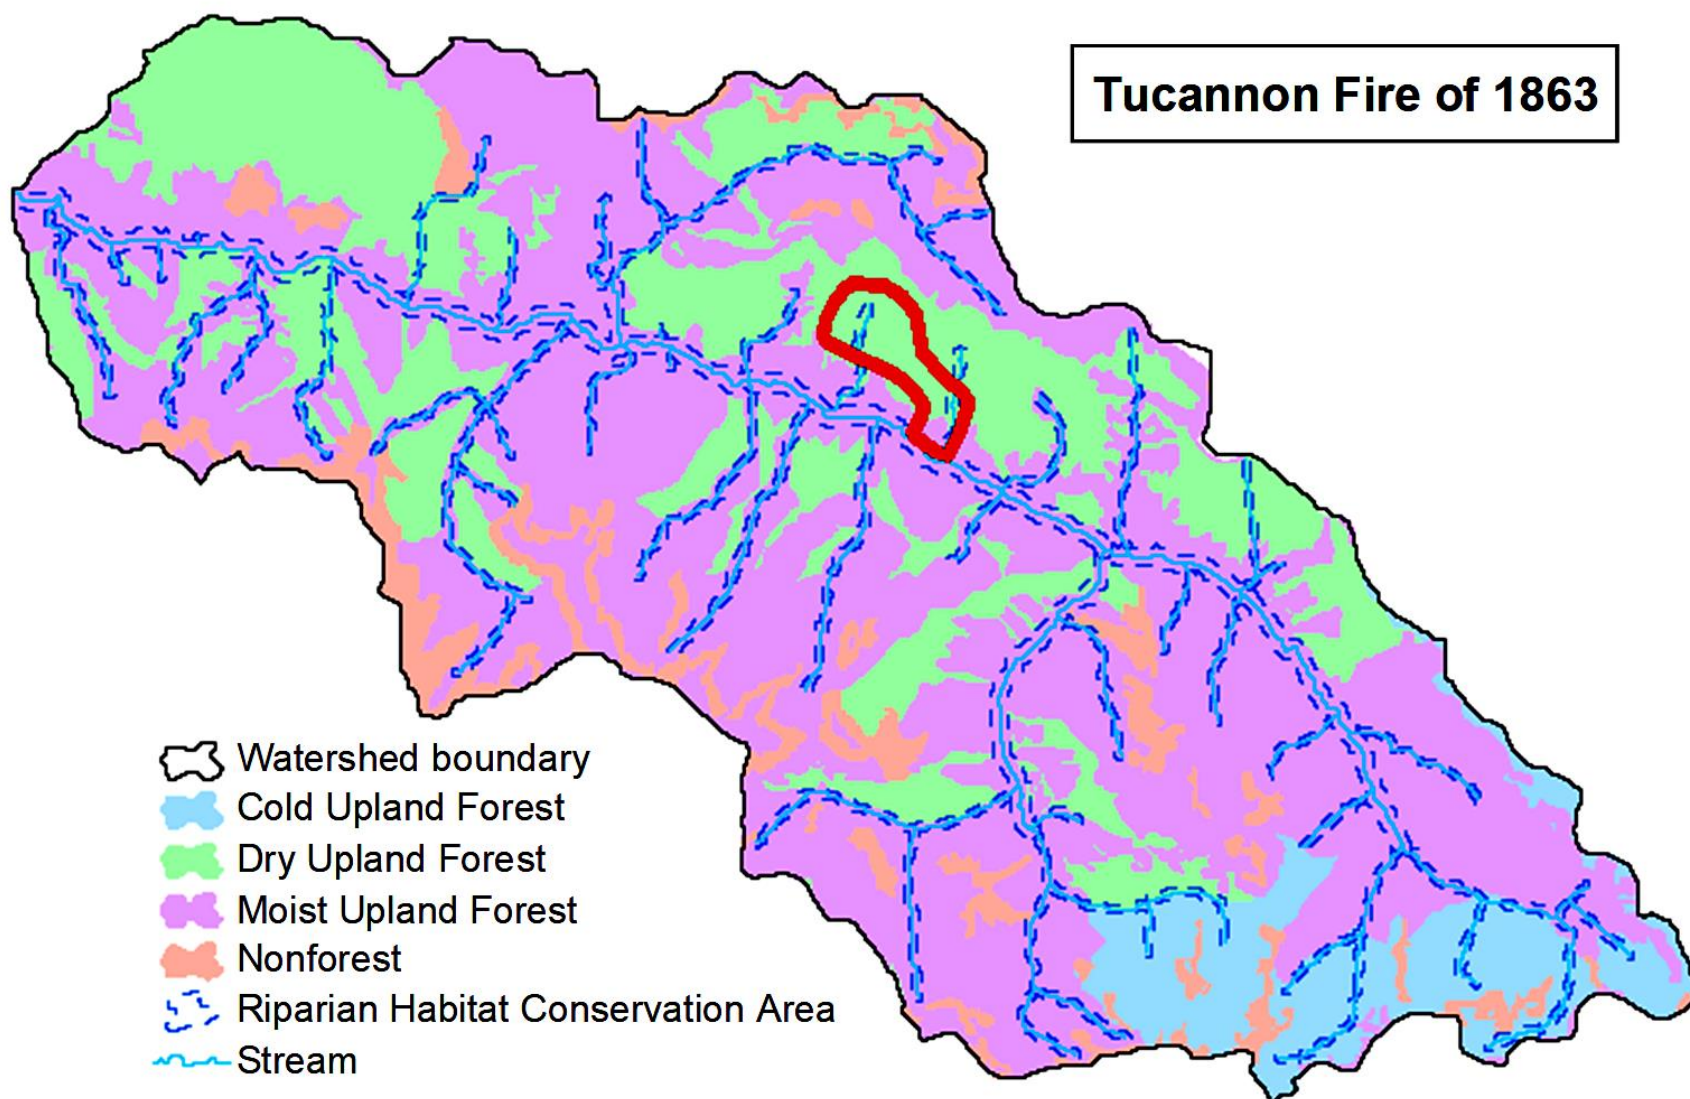 Tucannon Fire of 1863
Watershed boundary
Cold Upland Forest
Dry Upland Forest
Moist Upland Forest
Nonforest
Riparian Habitat Conservation Area
Stream